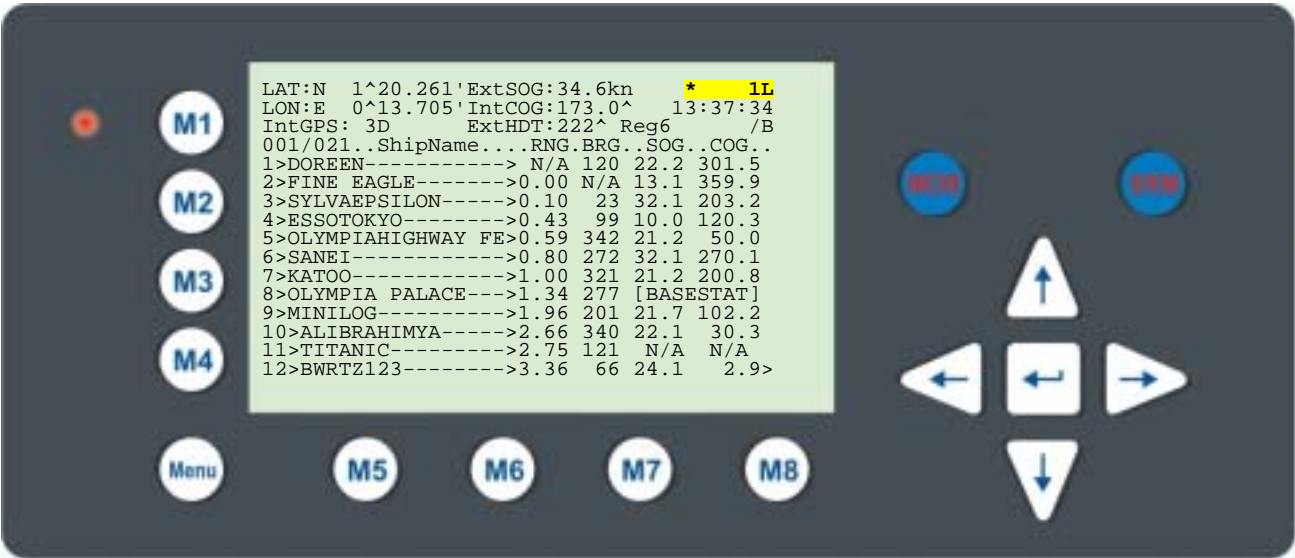 LAT:N  1^20.261'ExtSOG:34.6kn    *    1L
LON:E  0^13.705'IntCOG:173.0^   13:37:34
IntGPS: 3D      ExtHDT:222^ Reg6      /B
001/021..ShipName....RNG.BRG..SOG..COG..
1>DOREEN-----------> N/A 120 22.2 301.5
2>FINE EAGLE------->0.00 N/A 13.1 359.9
3>SYLVAEPSILON----->0.10  23 32.1 203.2
4>ESSOTOKYO-------->0.43  99 10.0 120.3
5>OLYMPIAHIGHWAY FE>0.59 342 21.2  50.0
6>SANEI------------>0.80 272 32.1 270.1
7>KATOO------------>1.00 321 21.2 200.8
8>OLYMPIA PALACE--->1.34 277 [BASESTAT]
9>MINILOG---------->1.96 201 21.7 102.2
10>ALIBRAHIMYA----->2.66 340 22.1  30.3
11>TITANIC--------->2.75 121  N/A  N/A
12>BWRTZ123-------->3.36  66 24.1   2.9>
M1
M2
M3
M4
Menu
M5
M6
M7
M8